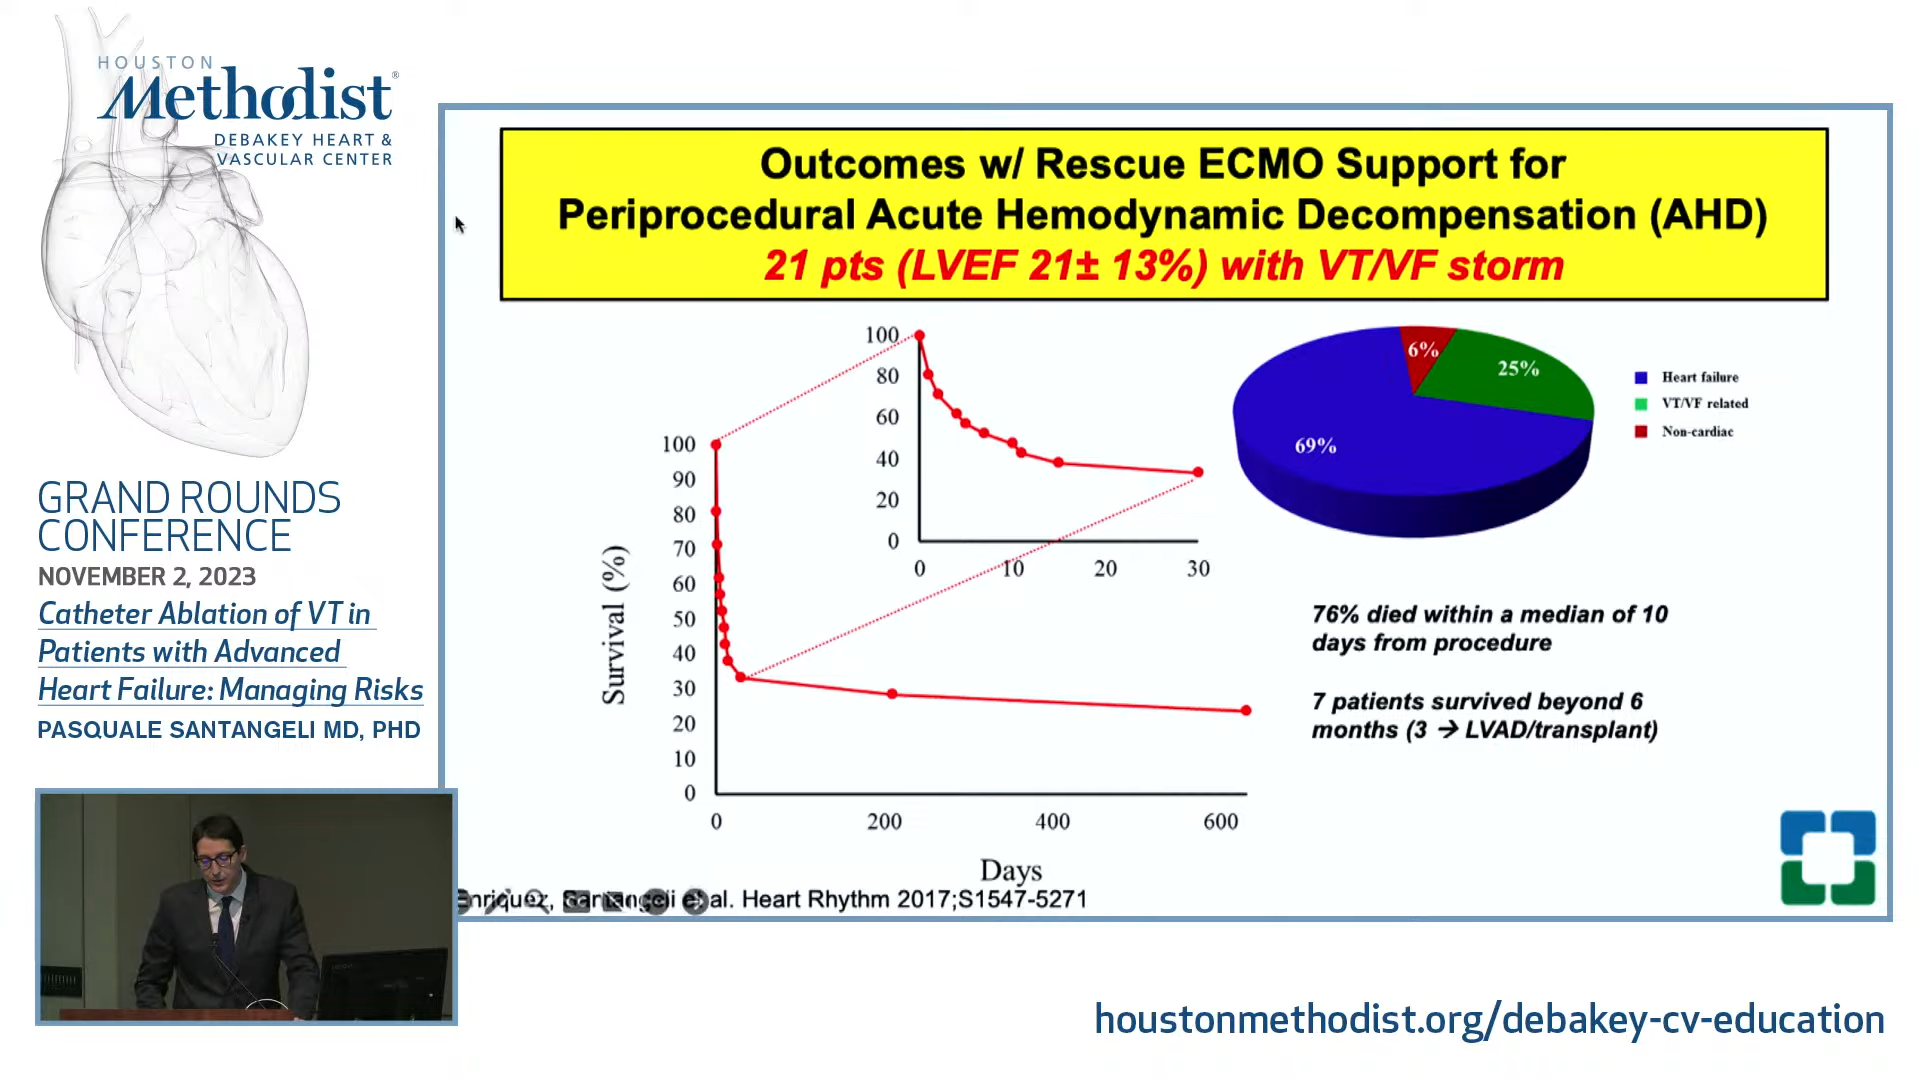 HOUSTON
Methodist®
DEBAKEY HEART &
VASCULAR CENTER
GRAND ROUNDS
CONFERENCE
NOVEMBER 2, 2023
Catheter Ablation of VT in
Patients with Advanced
Heart Failure: Managing Risks
PASQUALE SANTANGELI MD, PHD
Outcomes w/ Rescue ECMO Support for
Periprocedural Acute Hemodynamic Decompensation (AHD)
21 pts (LVEF 21± 13%) with VT/VF storm
100
80
60
40
20
0
0 10 20 30
Survival (%)
100
90
80
70
60
50
40
30
20
10
0
0 200 400 600
Days
6%
25%
69%
Heart failure
VT/VF related
Non-cardiac
76% died within a median of 10
days from procedure
7 patients survived beyond 6
months (3 → LVAD/transplant)
Enriquez, Santangeli et al. Heart Rhythm 2017;S1547-5271
houstonmethodist.org/debakey-cv-education